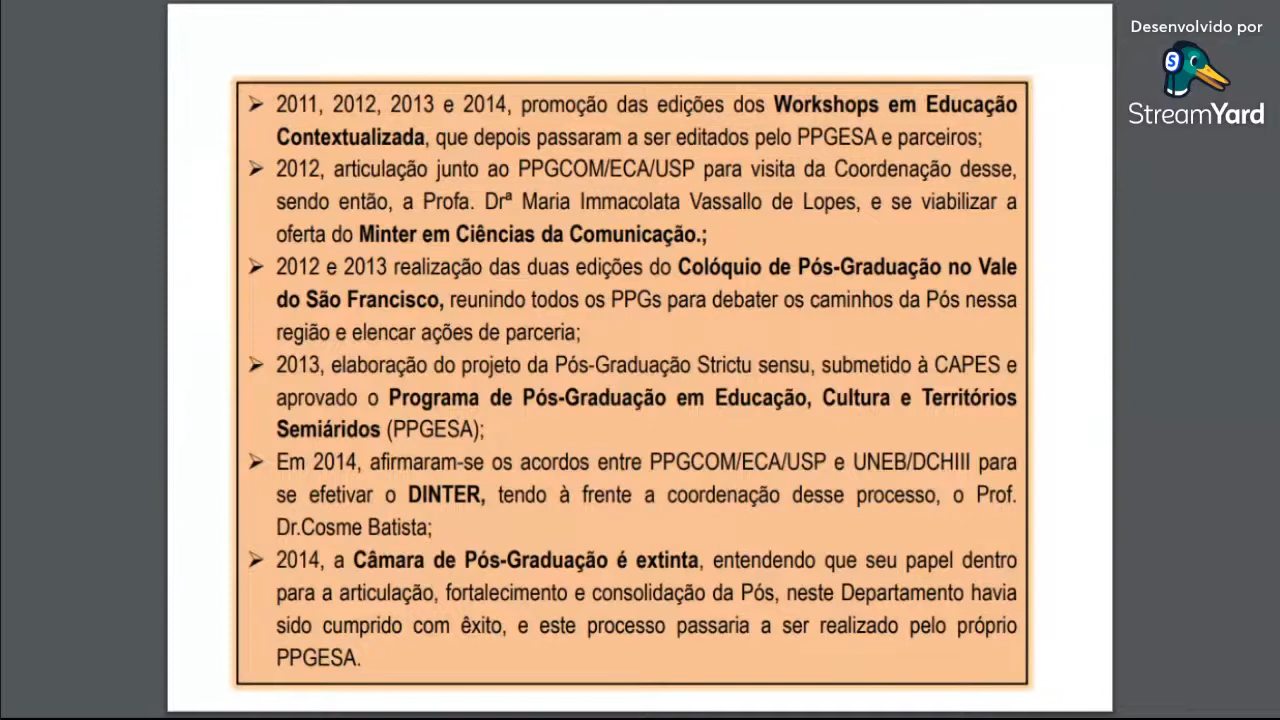 ➢ 2011, 2012, 2013 e 2014, promoção das edições dos Workshops em Educação
Contextualizada, que depois passaram a ser editados pelo PPGESA e parceiros;
➢ 2012, articulação junto ao PPGCOM/ECA/USP para visita da Coordenação desse,
sendo então, a Profa. Drª Maria Immacolata Vassallo de Lopes, e se viabilizar a
oferta do Minter em Ciências da Comunicação.;
➢ 2012 e 2013 realização das duas edições do Colóquio de Pós-Graduação no Vale
do São Francisco, reunindo todos os PPGs para debater os caminhos da Pós nessa
região e elencar ações de parceria;
➢ 2013, elaboração do projeto da Pós-Graduação Strictu sensu, submetido à CAPES e
aprovado o Programa de Pós-Graduação em Educação, Cultura e Territórios
Semiáridos (PPGESA);
➢ Em 2014, afirmaram-se os acordos entre PPGCOM/ECA/USP e UNEB/DCHIII para
se efetivar o DINTER, tendo à frente a coordenação desse processo, o Prof.
Dr.Cosme Batista;
➢ 2014, a Câmara de Pós-Graduação é extinta, entendendo que seu papel dentro
para a articulação, fortalecimento e consolidação da Pós, neste Departamento havia
sido cumprido com êxito, e este processo passaria a ser realizado pelo próprio
PPGESA.
Desenvolvido por
S
StreamYard